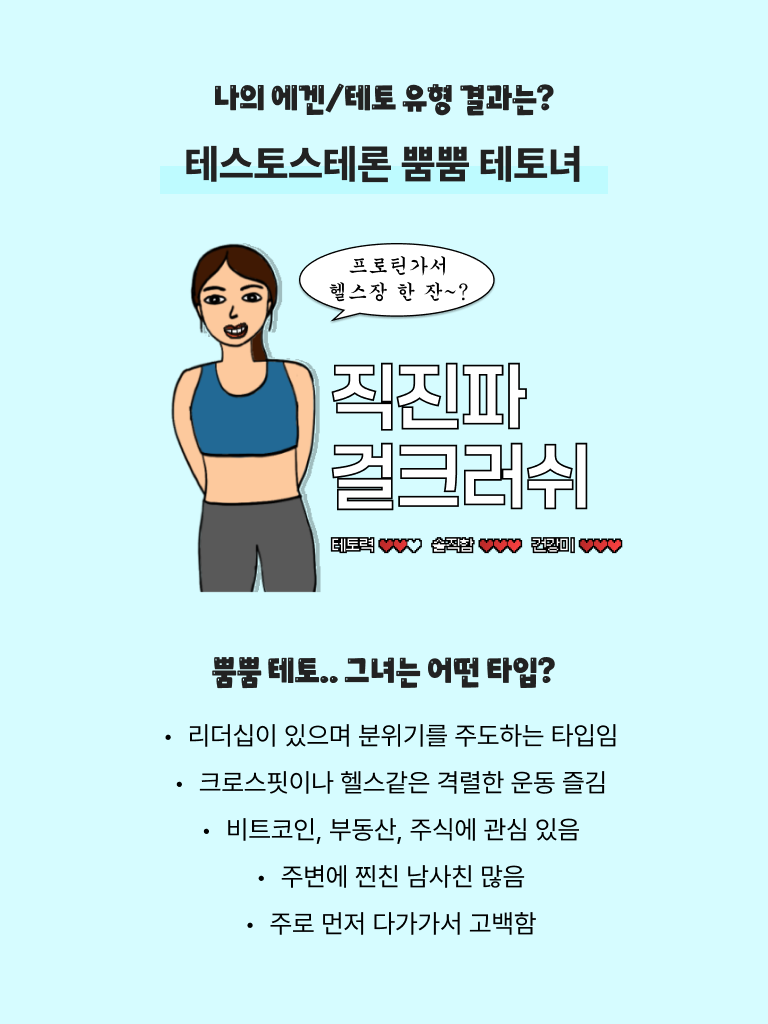 나의 에겐/테토 유형 결과는?
테스토스테론 뿜뿜 테토녀
프로틴가서
헬스장 한 잔~?
직진파
걸크러쉬
테토력 솔직함 건강미
뿜뿜 테토.. 그녀는 어떤 타입?
• 리더십이 있으며 분위기를 주도하는 타입임
• 크로스핏이나 헬스같은 격렬한 운동 즐김
• 비트코인, 부동산, 주식에 관심 있음
• 주변에 찐친 남사친 많음
• 주로 먼저 다가가서 고백함